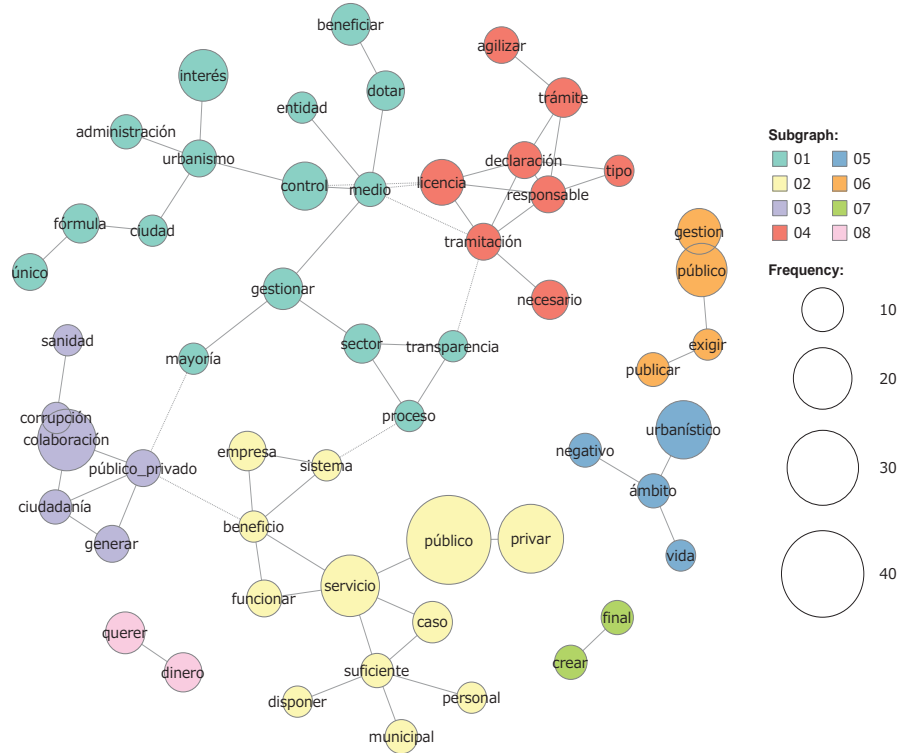 beneficiar
agilizar
interés
dotar
trámite
entidad
administración
urbanismo
declaración
tipo
control
medio
licencia
responsable
fórmula
ciudad
tramitación
único
gestionar
necesario
gestion
público
sector
transparencia
exigir
sanidad
mayoría
publicar
corrupción
proceso
colaboración
urbanístico
público_privado
empresa
sistema
negativo
ámbito
ciudadanía
beneficio
generar
público
privar
vida
servicio
funcionar
caso
final
querer
crear
dinero
suficiente
disponer
personal
municipal
Subgraph:
01 05
02 06
03 07
04 08
Frequency:
10
20
30
40